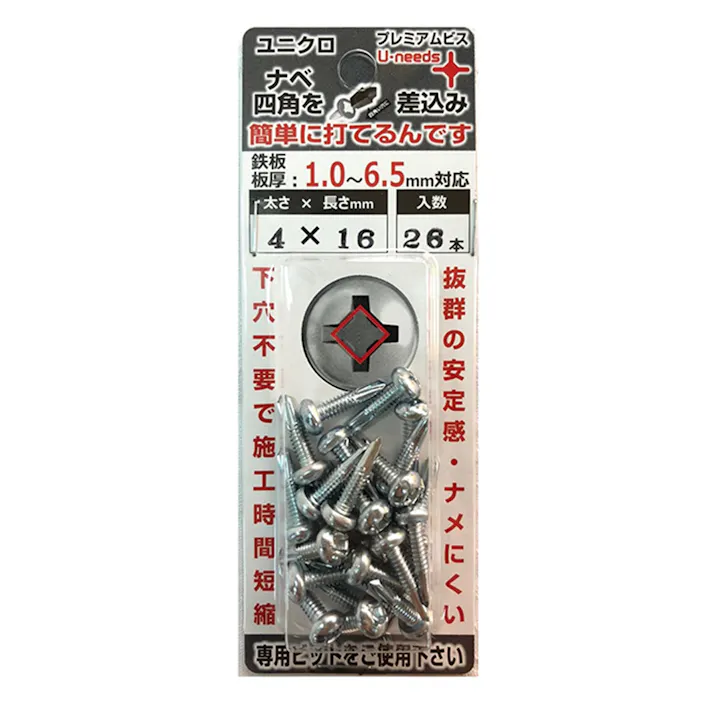 ユニクロ
プレミアムビス
U-needs
ナベ
四角を 差込み
簡単に打てるんです
鉄板
板厚：1.0～6.5mm対応
太さ × 長さmm 入数
4×16 26本
下穴不要で施工時間短縮
抜群の安定感・ナメにくい
専用ビットをご使用下さい